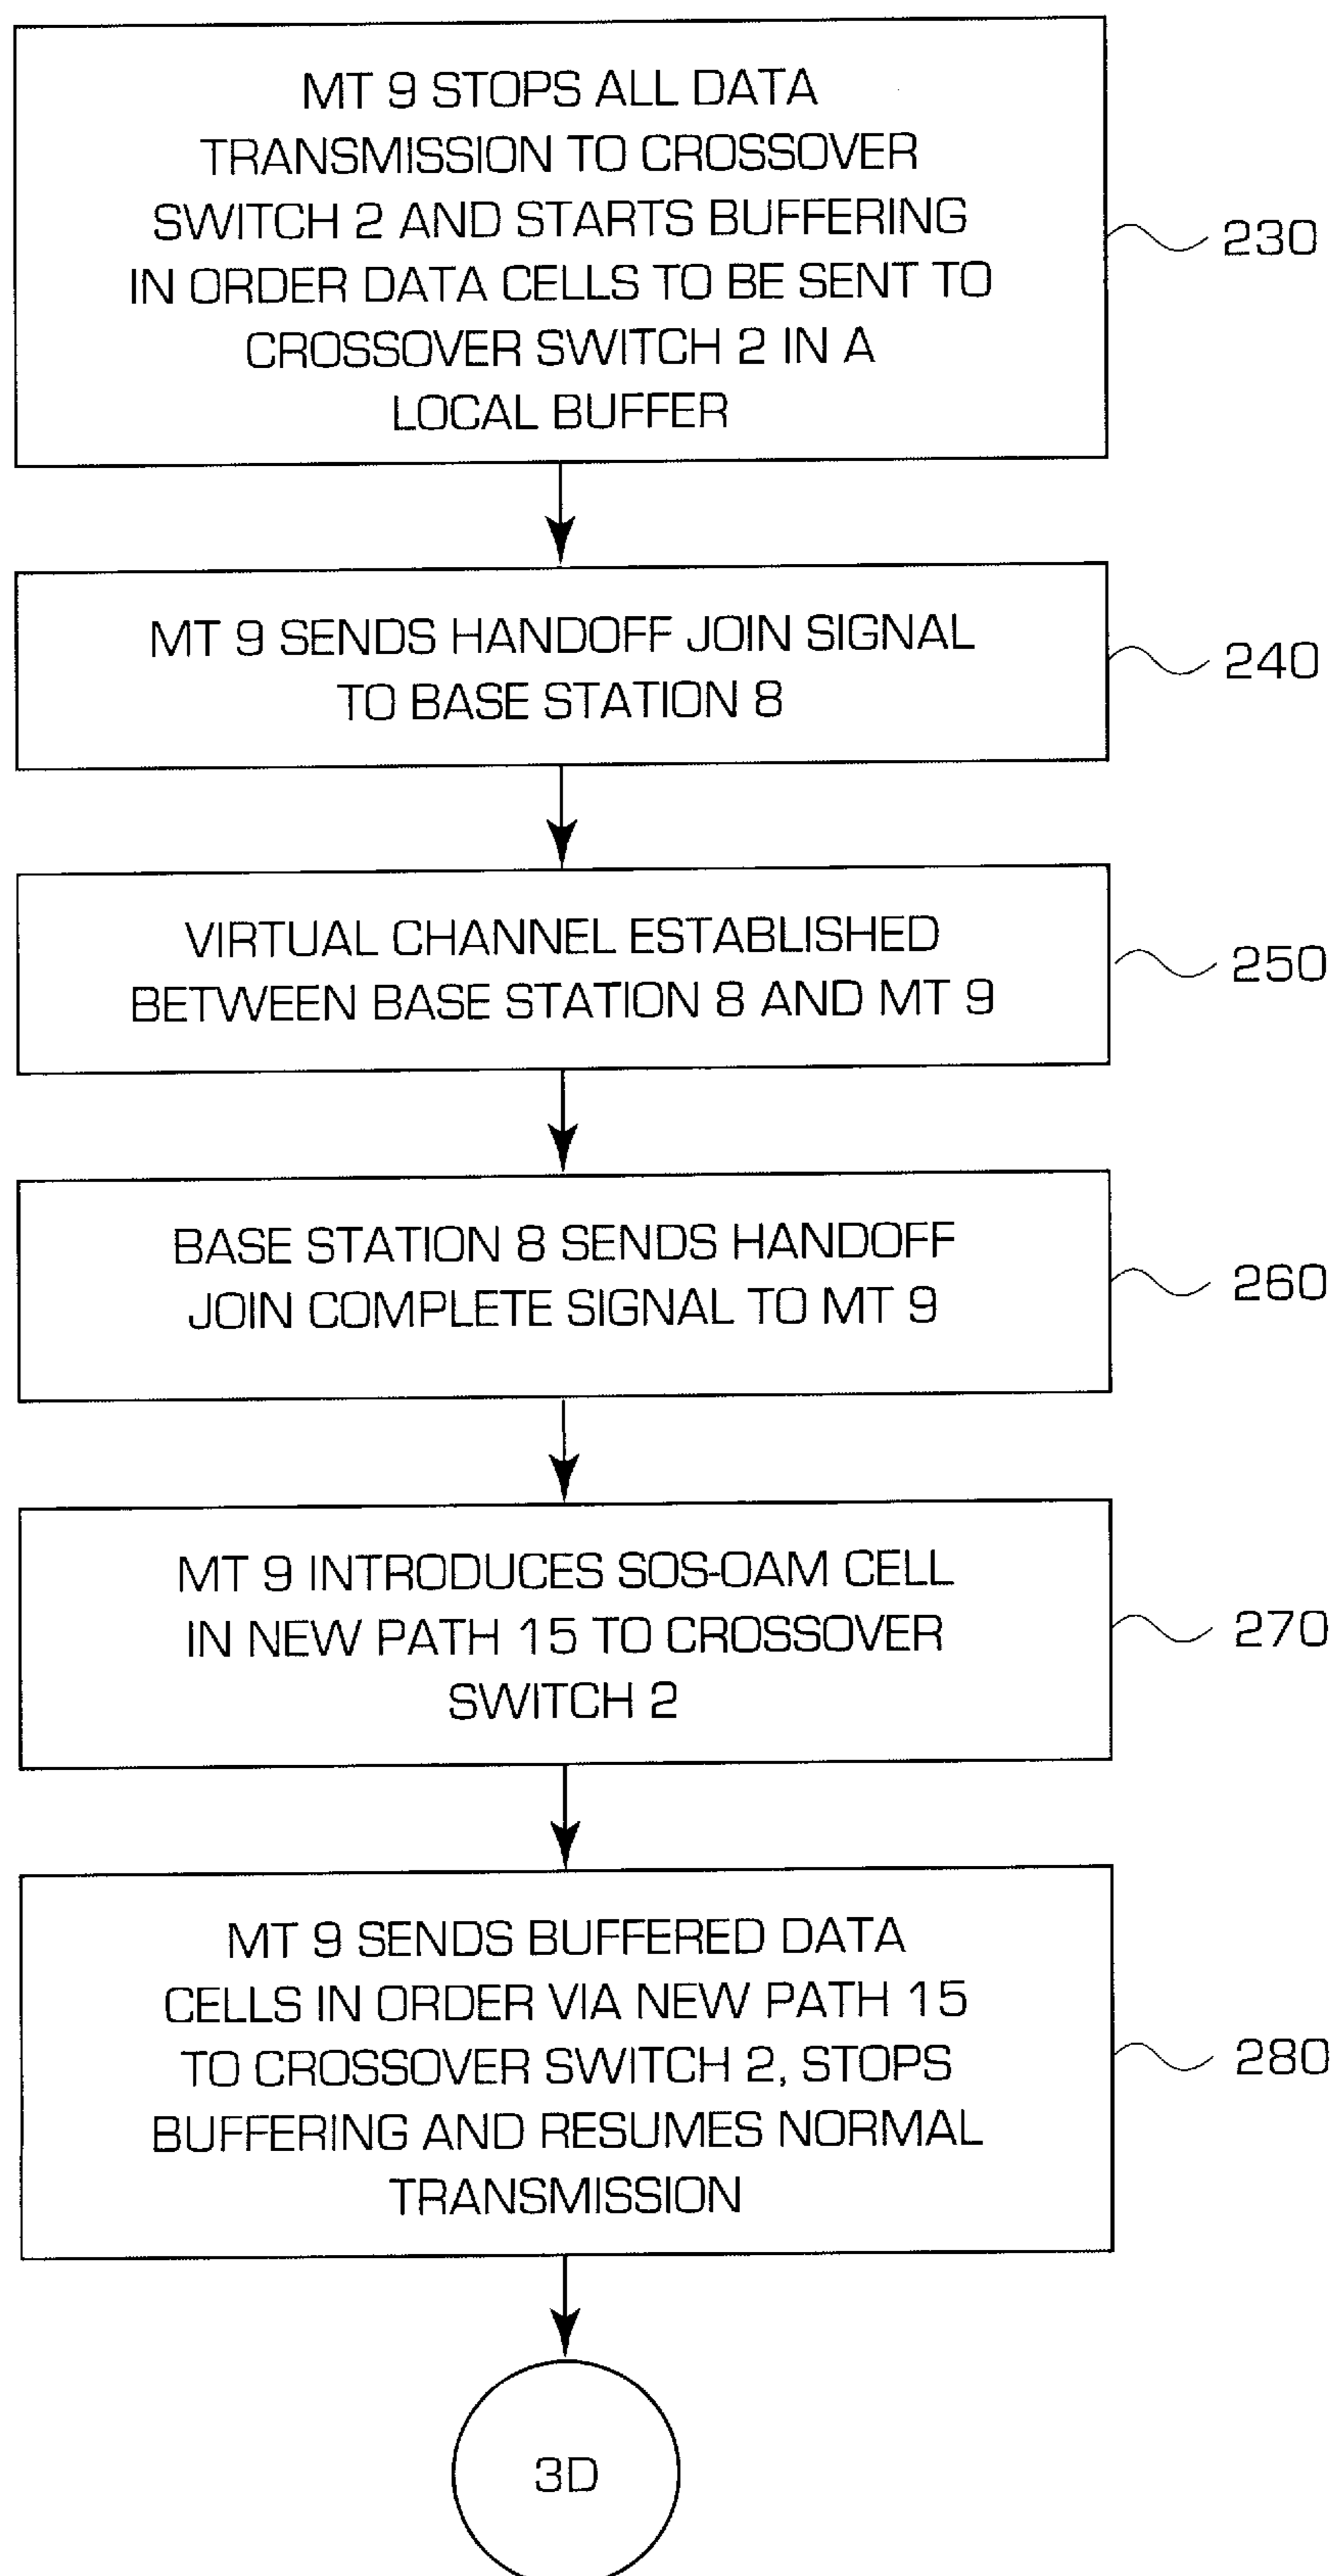 MT 9 STOPS ALL DATA
TRANSMISSION TO CROSSOVER
SWITCH 2 AND STARTS BUFFERING
IN ORDER DATA CELLS TO BE SENT TO
CROSSOVER SWITCH 2 IN A
LOCAL BUFFER
230
MT 9 SENDS HANDOFF JOIN SIGNAL
TO BASE STATION 8
240
VIRTUAL CHANNEL ESTABLISHED
BETWEEN BASE STATION 8 AND MT 9
250
BASE STATION 8 SENDS HANDOFF
JOIN COMPLETE SIGNAL TO MT 9
260
MT 9 INTRODUCES SOS-OAM CELL
IN NEW PATH 15 TO CROSSOVER
SWITCH 2
270
MT 9 SENDS BUFFERED DATA
CELLS IN ORDER VIA NEW PATH 15
TO CROSSOVER SWITCH 2, STOPS
BUFFERING AND RESUMES NORMAL
TRANSMISSION
280
3D